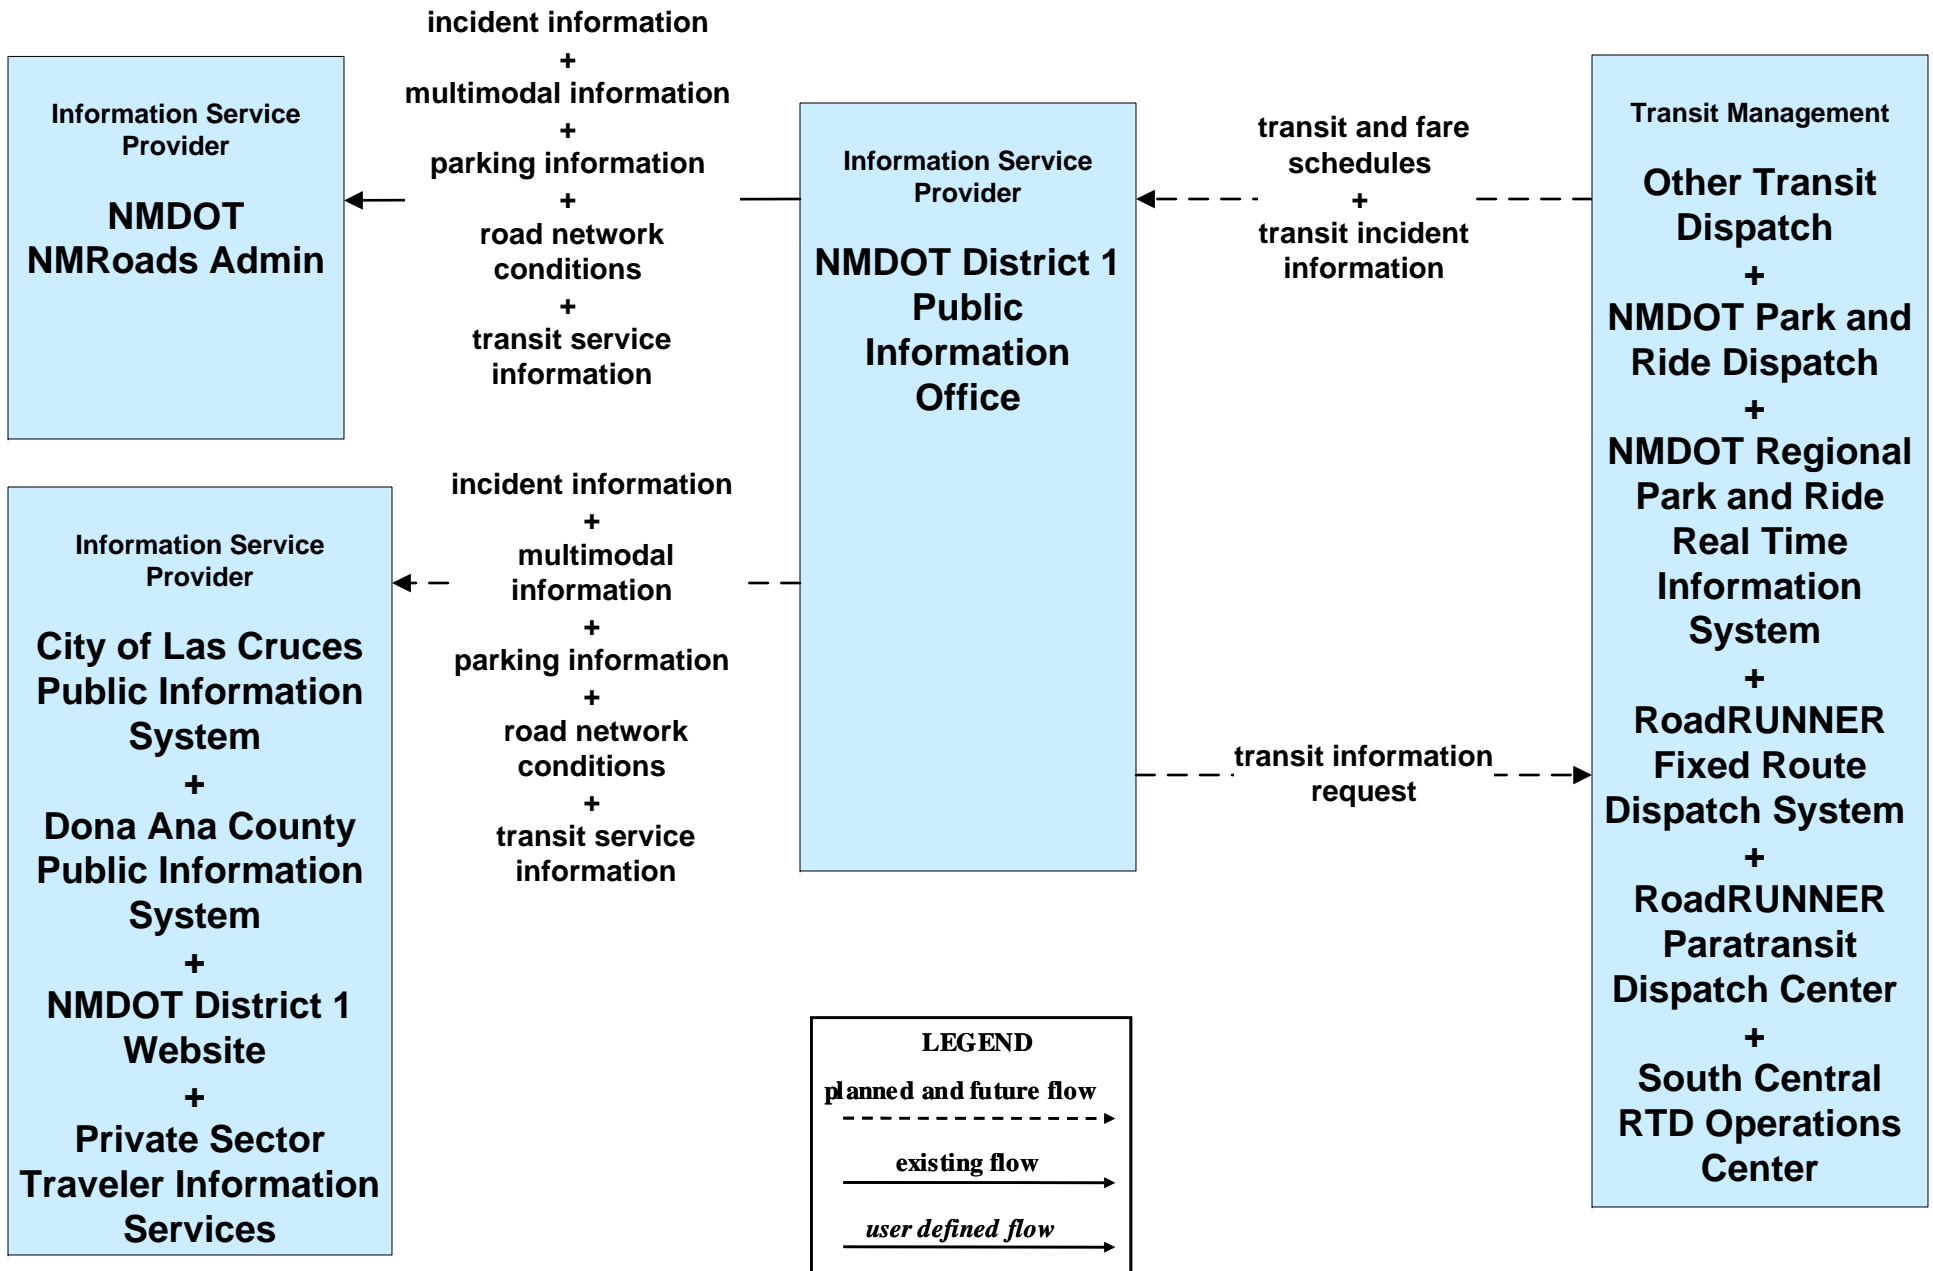 Information Service
Provider
NMDOT
NMRoads Admin
incident information
+
multimodal information
+
parking information
+
road network
conditions
+
transit service
information
Information Service
Provider
City of Las Cruces
Public Information
System
+
Dona Ana County
Public Information
System
+
NMDOT District 1
Website
+
Private Sector
Traveler Information
Services
incident information
+
multimodal
information
+
parking information
+
road network
conditions
+
transit service
information
Information Service
Provider
NMDOT District 1
Public
Information
Office
transit and fare
schedules
+
transit incident
information
transit information
request
Transit Management
Other Transit
Dispatch
+
NMDOT Park and
Ride Dispatch
+
NMDOT Regional
Park and Ride
Real Time
Information
System
+
RoadRUNNER
Fixed Route
Dispatch System
+
RoadRUNNER
Paratransit
Dispatch Center
+
South Central
RTD Operations
Center
LEGEND
planned and future flow
existing flow
user defined flow